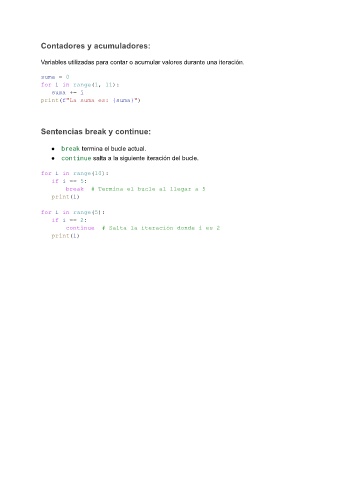 Contadores y acumuladores:
Variables utilizadas para contar o acumular valores durante una iteración.
suma = 0
for i in range(1, 11):
suma += i
print(f"La suma es: {suma}")
Sentencias break y continue:
● break termina el bucle actual.
● continue salta a la siguiente iteración del bucle.
for i in range(10):
if i == 5:
break # Termina el bucle al llegar a 5
print(i)
for i in range(5):
if i == 2:
continue # Salta la iteración donde i es 2
print(i)